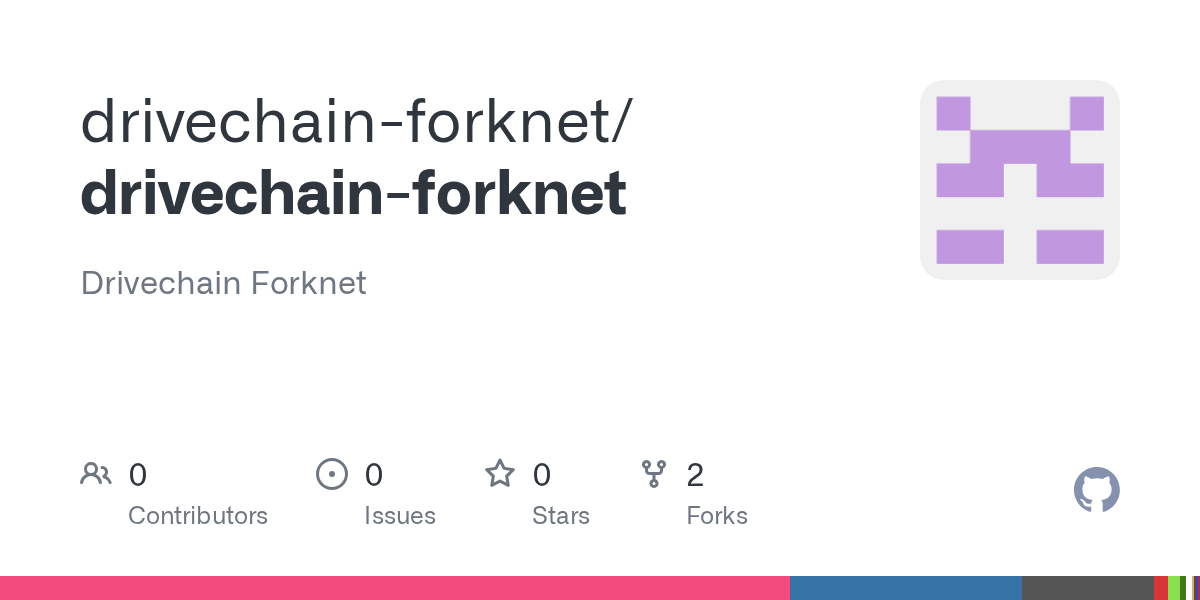 drivechain-forknet/
drivechain-forknet
Drivechain Forknet
0 0 0 2
Contributors Issues Stars Forks